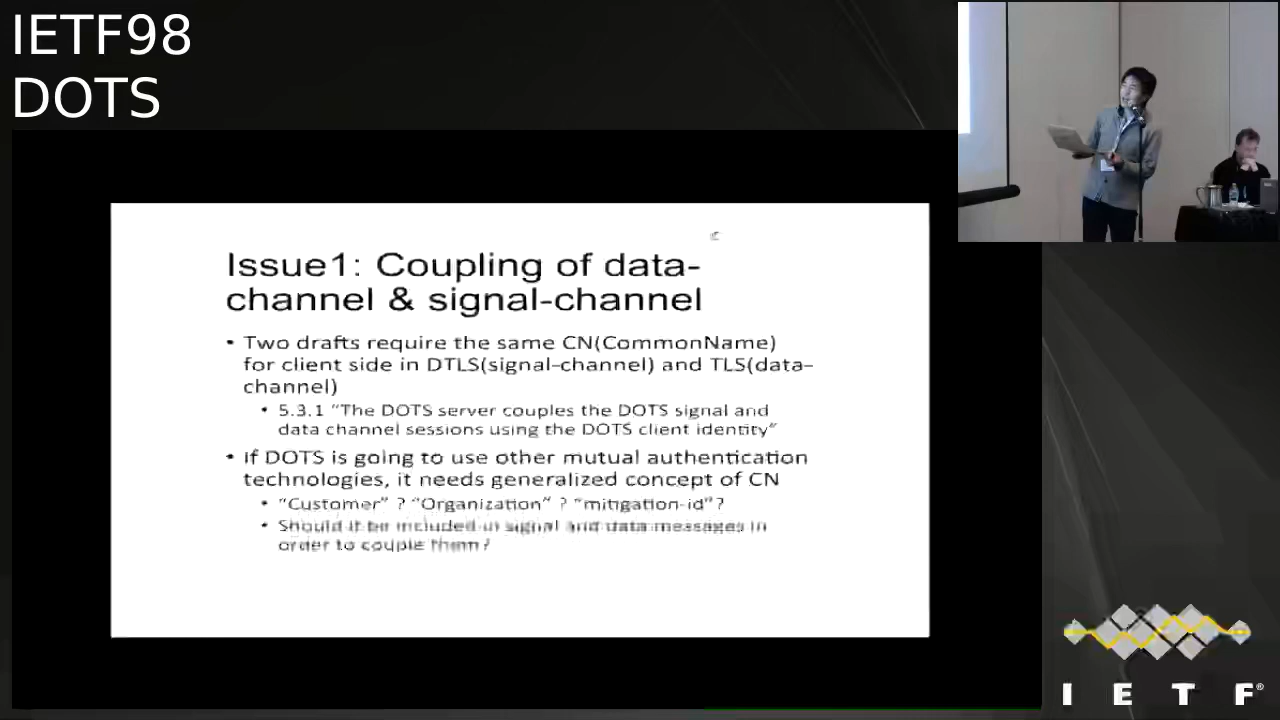 IETF98
DOTS
Issue1: Coupling of data-
channel & signal-channel
• Two drafts require the same CN(CommonName)
for client side in DTLS(signal-channel) and TLS(data-
channel)
• 5.3.1 "The DOTS server couples the DOTS signal and
data channel sessions using the DOTS client identity"
• if DOTS is going to use other mutual authentication
technologies, it needs generalized concept of CN
• "Customer" ? "Organization" ? "mitigation-id"?
• Should it be included in signal and data messages in
order to couple them?
I E T F®